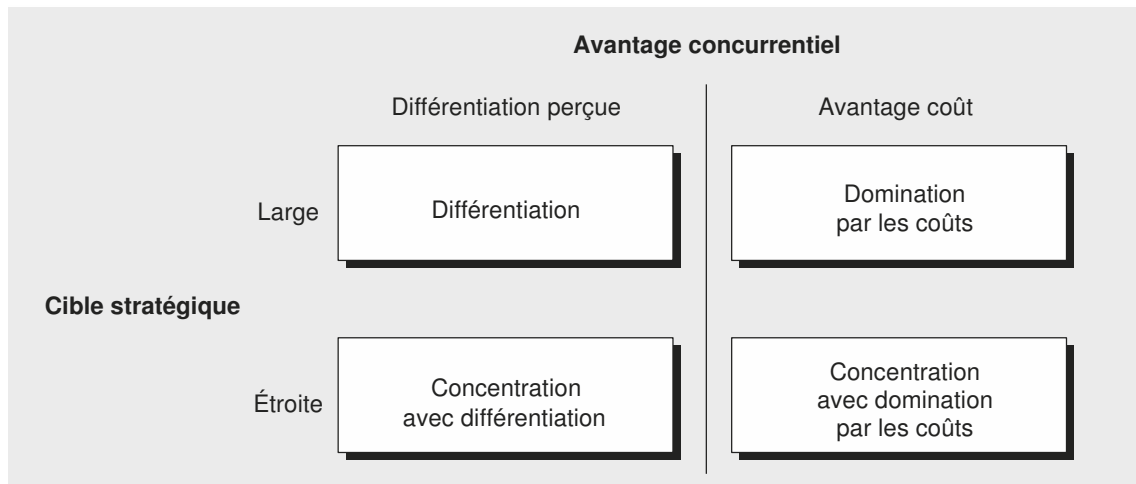 Avantage concurrentiel
Différentiation perçue
Avantage coût
Large
Différentiation
Domination
par les coûts
Cible stratégique
Étroite
Concentration
avec différentiation
Concentration
avec domination
par les coûts